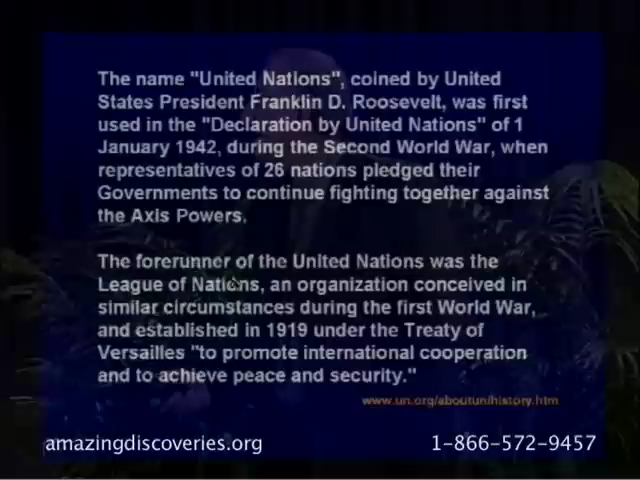 The name "United Nations", coined by United
States President Franklin D. Roosevelt, was first
used in the "Declaration by United Nations" of 1
January 1942, during the Second World War, when
representatives of 26 nations pledged their
Governments to continue fighting together against
the Axis Powers.
The forerunner of the United Nations was the
League of Nations, an organization conceived in
similar circumstances during the first World War,
and established in 1919 under the Treaty of
Versailles "to promote international cooperation
and to achieve peace and security."
www.un.org/aboutun/history.htm
amazingdiscoveries.org
1-866-572-9457